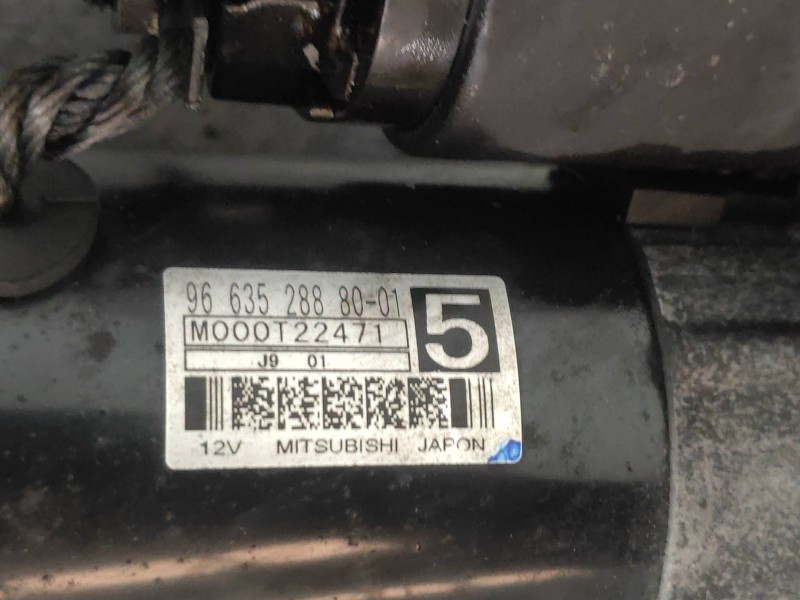 96 635 288 80-01
5
M000T22471
J9 01
12V MITSUBISHI JAPON